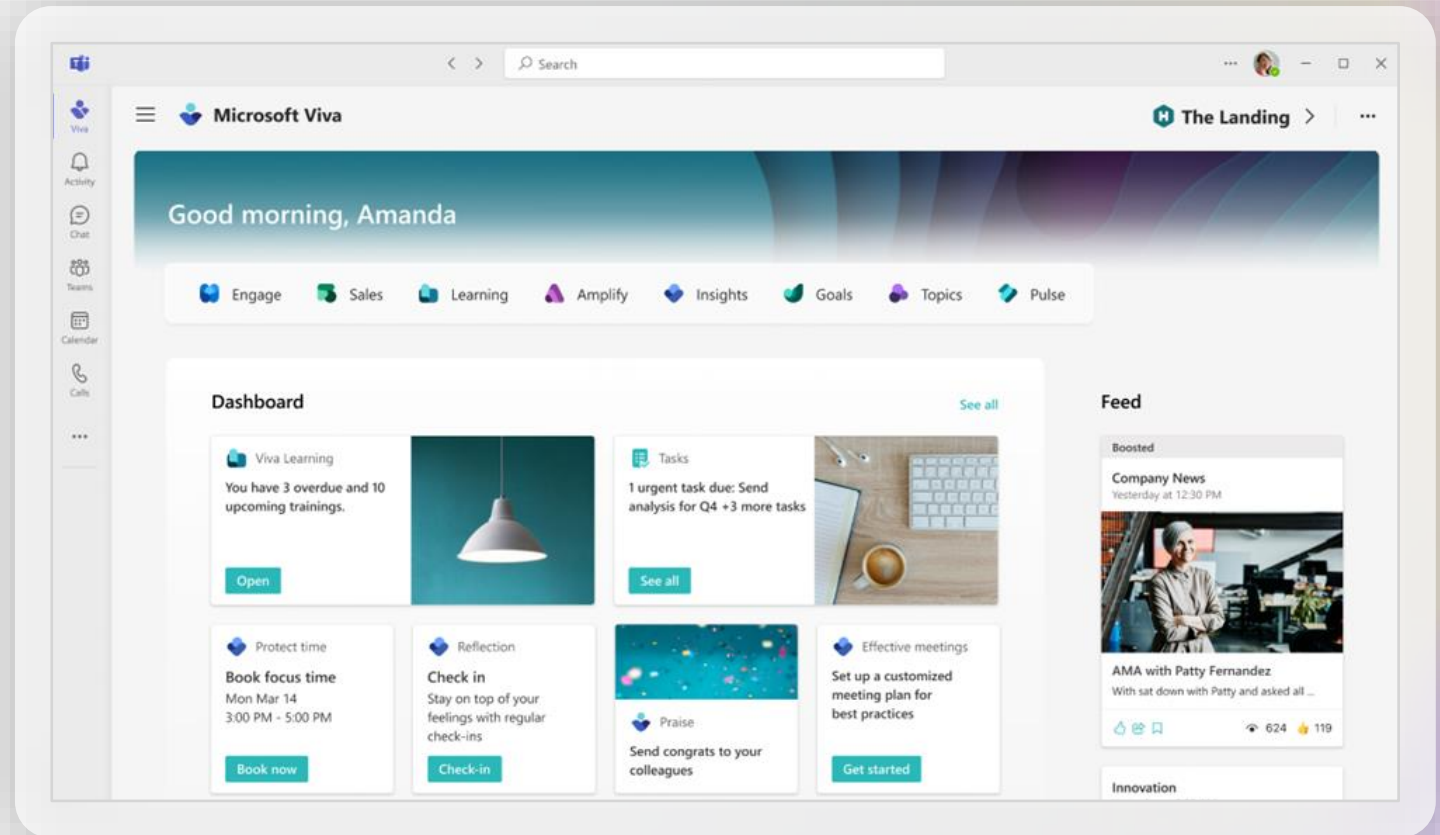 Search
Viva
Activity
Chat
Teams
Calendar
Calls
Microsoft Viva
The Landing
Good morning, Amanda
Engage
Sales
Learning
Amplify
Insights
Goals
Topics
Pulse
Dashboard
See all
Viva Learning
You have 3 overdue and 10
upcoming trainings.
Open
Tasks
1 urgent task due: Send
analysis for Q4 +3 more tasks
See all
Protect time
Book focus time
Mon Mar 14
3:00 PM - 5:00 PM
Book now
Reflection
Check in
Stay on top of your
feelings with regular
check-ins
Check-in
Praise
Send congrats to your
colleagues
Effective meetings
Set up a customized
meeting plan for
best practices
Get started
Feed
Boosted
Company News
Yesterday at 12:30 PM
AMA with Patty Fernandez
With sat down with Patty and asked all ...
624
119
Innovation